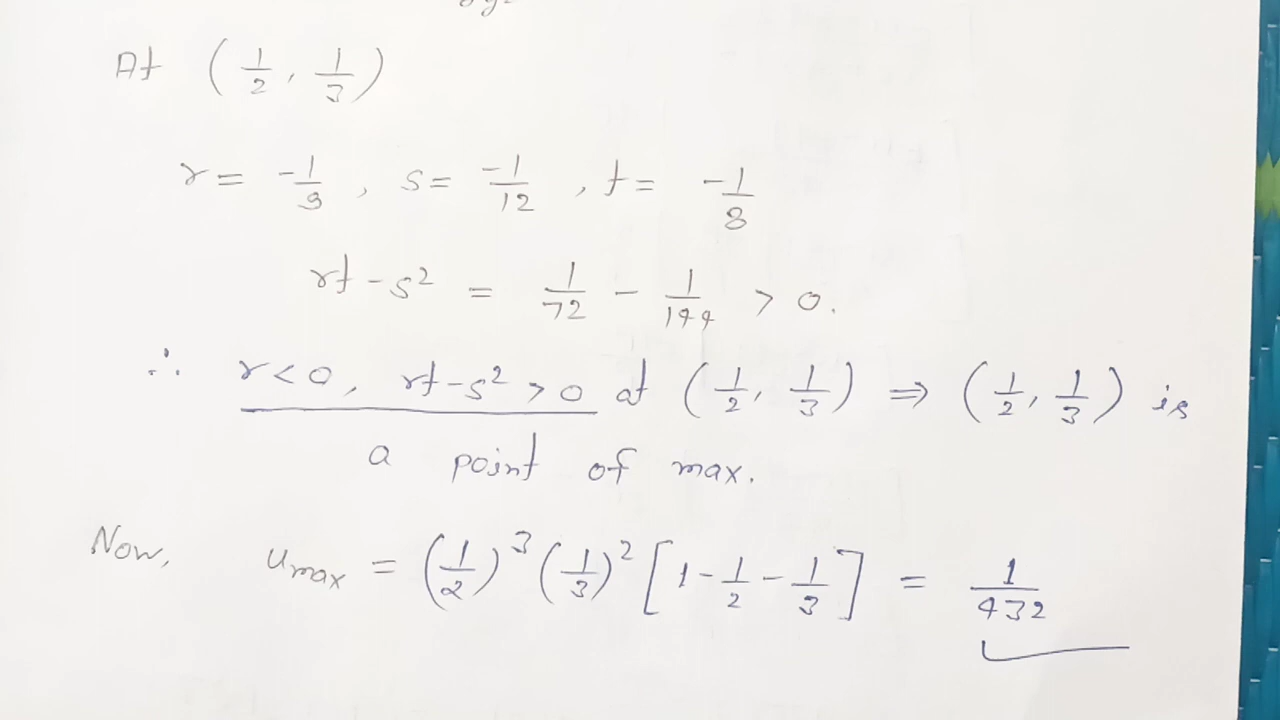 At (1/2, 1/3)
r = -1/9, s = -1/12, t = -1/8
rt - s² = 1/72 - 1/144 > 0.
∴ r < 0, rt - s² > 0 at (1/2, 1/3) ⇒ (1/2, 1/3) is
a point of max.
Now, u_max = (1/2)³ (1/3)² [1 - 1/2 - 1/3] = 1/432